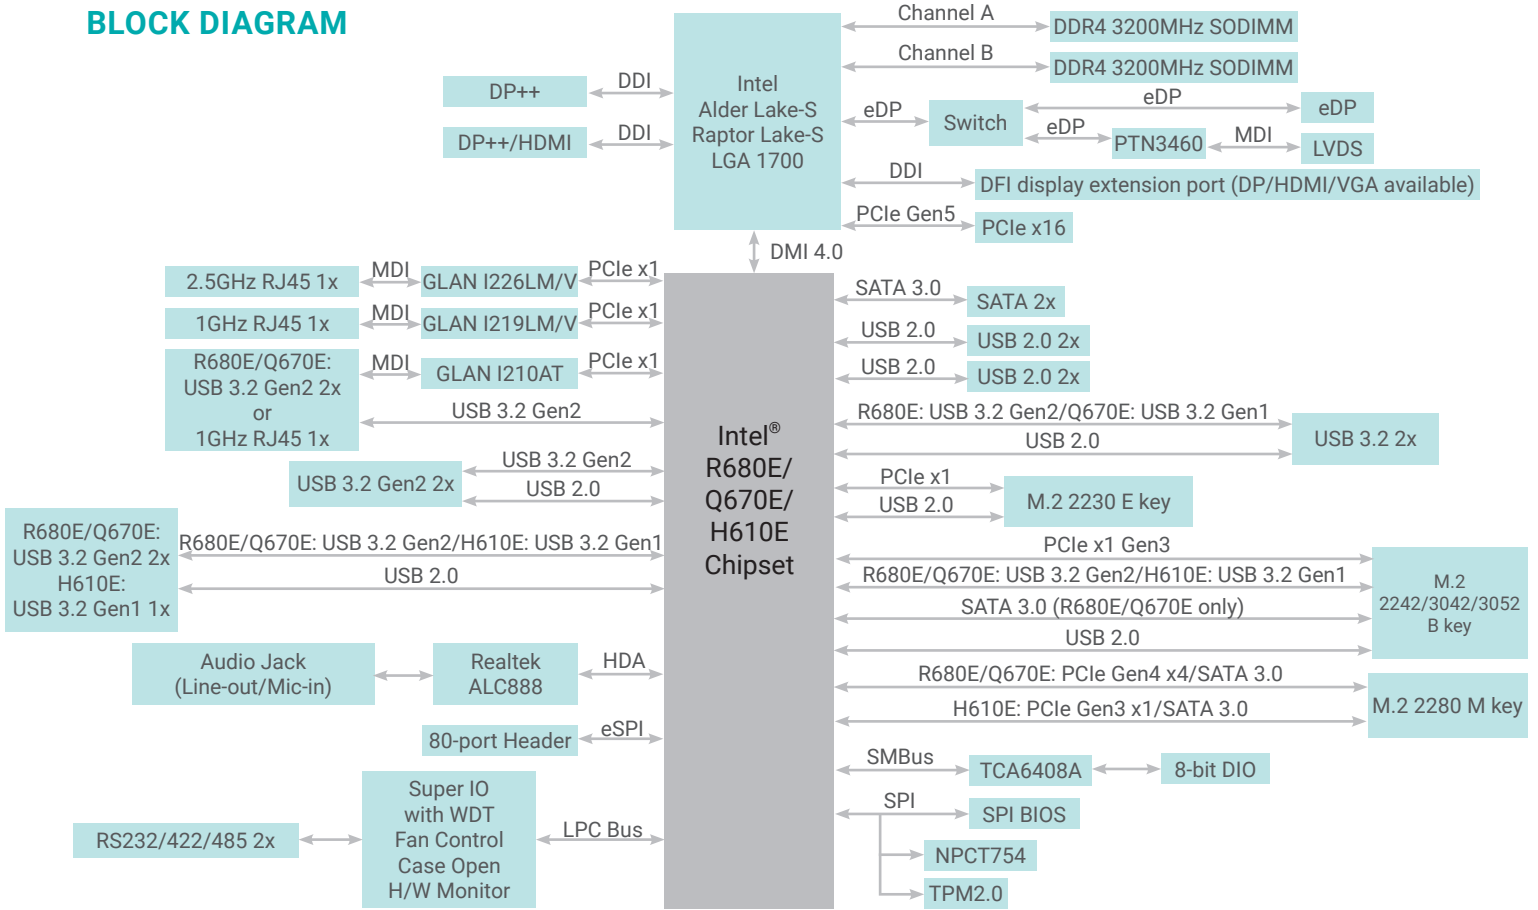 BLOCK DIAGRAM
Channel A
DDR4 3200MHz SODIMM
Channel B
DDR4 3200MHz SODIMM
DP++
DDI
DP++/HDMI
DDI
Intel
Alder Lake-S
Raptor Lake-S
LGA 1700
eDP
Switch
eDP
eDP
eDP
PTN3460
MDI
LVDS
DDI
DFI display extension port (DP/HDMI/VGA available)
PCIe Gen5
PCIe x16
DMI 4.0
2.5GHz RJ45 1x
MDI
GLAN I226LM/V
PCIe x1
1GHz RJ45 1x
MDI
GLAN I219LM/V
PCIe x1
R680E/Q670E:
USB 3.2 Gen2 2x
or
1GHz RJ45 1x
MDI
GLAN I210AT
PCIe x1
USB 3.2 Gen2
USB 3.2 Gen2 2x
USB 3.2 Gen2
USB 2.0
R680E/Q670E:
USB 3.2 Gen2 2x
H610E:
USB 3.2 Gen1 1x
R680E/Q670E: USB 3.2 Gen2/H610E: USB 3.2 Gen1
USB 2.0
Audio Jack
(Line-out/Mic-in)
Realtek
ALC888
HDA
80-port Header
eSPI
RS232/422/485 2x
Super IO
with WDT
Fan Control
Case Open
H/W Monitor
LPC Bus
Intel®
R680E/
Q670E/
H610E
Chipset
SATA 3.0
SATA 2x
USB 2.0
USB 2.0 2x
USB 2.0
USB 2.0 2x
R680E: USB 3.2 Gen2/Q670E: USB 3.2 Gen1
USB 2.0
USB 3.2 2x
PCIe x1
USB 2.0
M.2 2230 E key
PCIe x1 Gen3
R680E/Q670E: USB 3.2 Gen2/H610E: USB 3.2 Gen1
SATA 3.0 (R680E/Q670E only)
USB 2.0
M.2
2242/3042/3052
B key
R680E/Q670E: PCIe Gen4 x4/SATA 3.0
H610E: PCIe Gen3 x1/SATA 3.0
M.2 2280 M key
SMBus
TCA6408A
8-bit DIO
SPI
SPI BIOS
NPCT754
TPM2.0